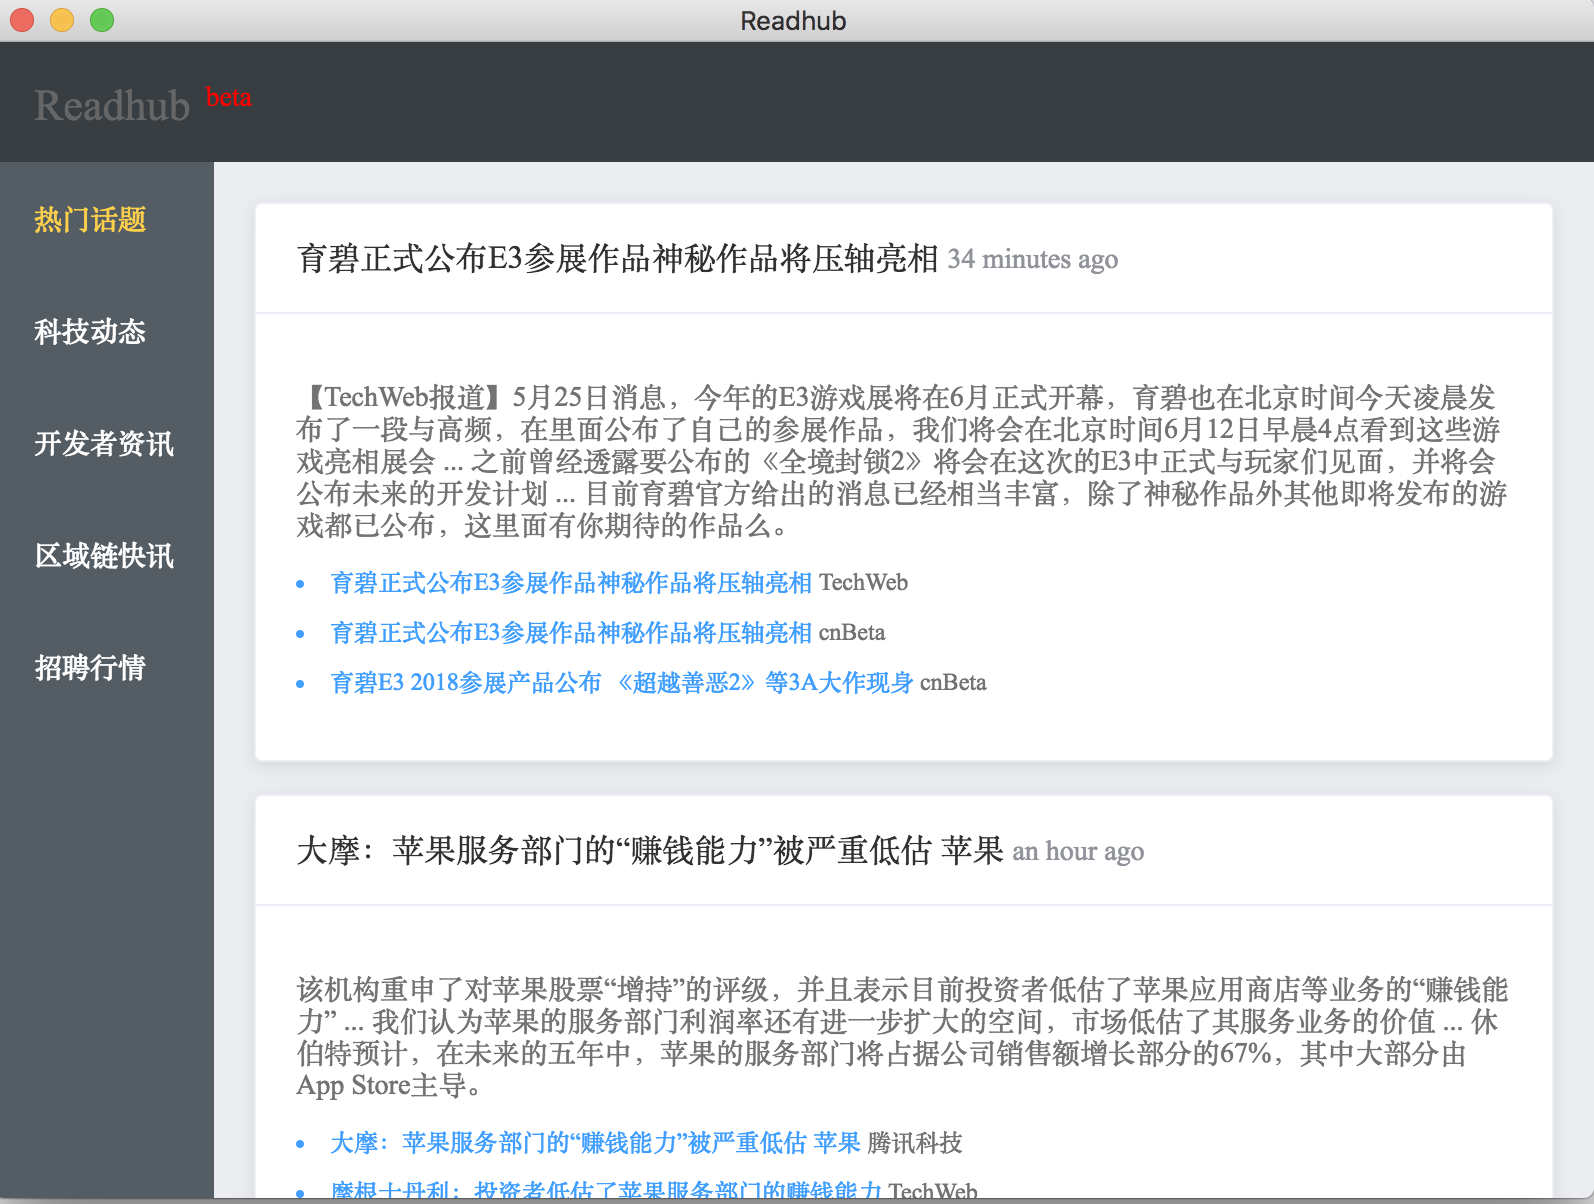 Readhub
Readhub beta
热门话题
科技动态
开发者资讯
区域链快讯
招聘行情
育碧正式公布E3参展作品神秘作品将压轴亮相 34 minutes ago
【TechWeb报道】5月25日消息，今年的E3游戏展将在6月正式开幕，育碧也在北京时间今天凌晨发
布了一段与高频，在里面公布了自己的参展作品，我们将会在北京时间6月12日早晨4点看到这些游
戏亮相展会 ... 之前曾经透露要公布的《全境封锁2》将会在这次的E3中正式与玩家们见面，并将会
公布未来的开发计划 ... 目前育碧官方给出的消息已经相当丰富，除了神秘作品外其他即将发布的游
戏都已公布，这里面有你期待的作品么。
• 育碧正式公布E3参展作品神秘作品将压轴亮相 TechWeb
• 育碧正式公布E3参展作品神秘作品将压轴亮相 cnBeta
• 育碧E3 2018参展产品公布 《超越善恶2》等3A大作现身 cnBeta
大摩：苹果服务部门的“赚钱能力”被严重低估 苹果 an hour ago
该机构重申了对苹果股票“增持”的评级，并且表示目前投资者低估了苹果应用商店等业务的“赚钱能
力” ... 我们认为苹果的服务部门利润率还有进一步扩大的空间，市场低估了其服务业务的价值 ... 休
伯特预计，在未来的五年中，苹果的服务部门将占据公司销售额增长部分的67%，其中大部分由
App Store主导。
• 大摩：苹果服务部门的“赚钱能力”被严重低估 苹果 腾讯科技
• 摩根士丹利：投资者低估了苹果服务部门的赚钱能力 TechWeb